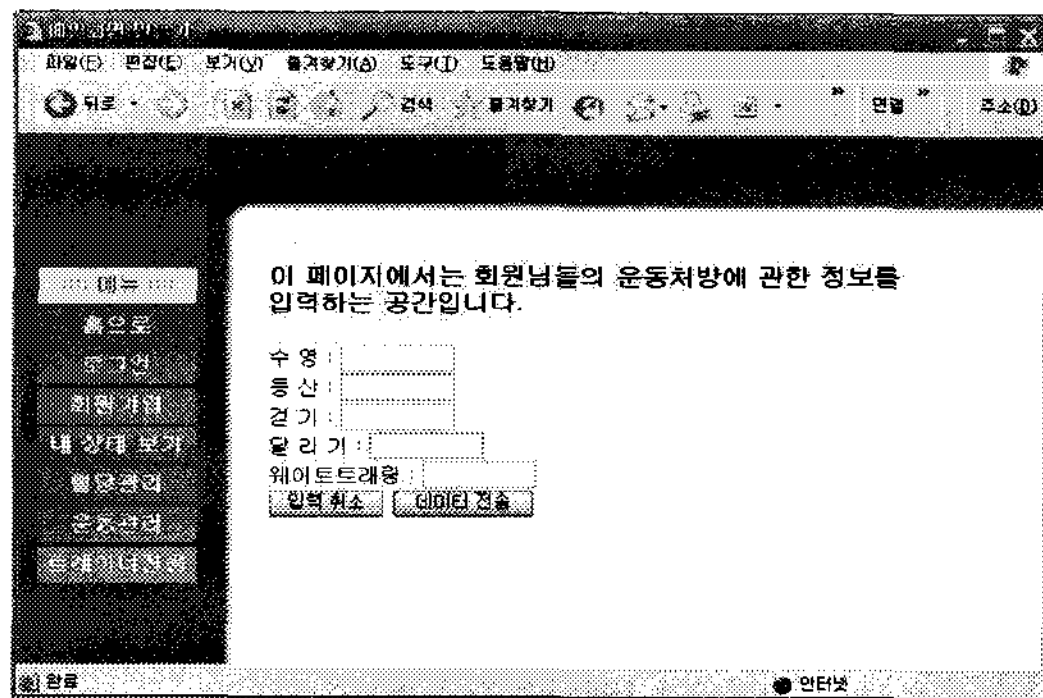 파일(F) 편집(E) 보기(V) 즐겨찾기(A) 도구(T) 도움말(H)
뒤로 검색 즐겨찾기 연결 주소(D)
::: 메뉴 :::
홈으로
로그인
회원가입
내 상태 보기
운동관리
이 페이지에서는 회원님들의 운동처방에 관한 정보를
입력하는 공간입니다.
수 영 :
등 산 :
걷 기 :
달 리 기 :
웨이트트래이닝 :
입력 취소 데이터 전송
완료 인터넷